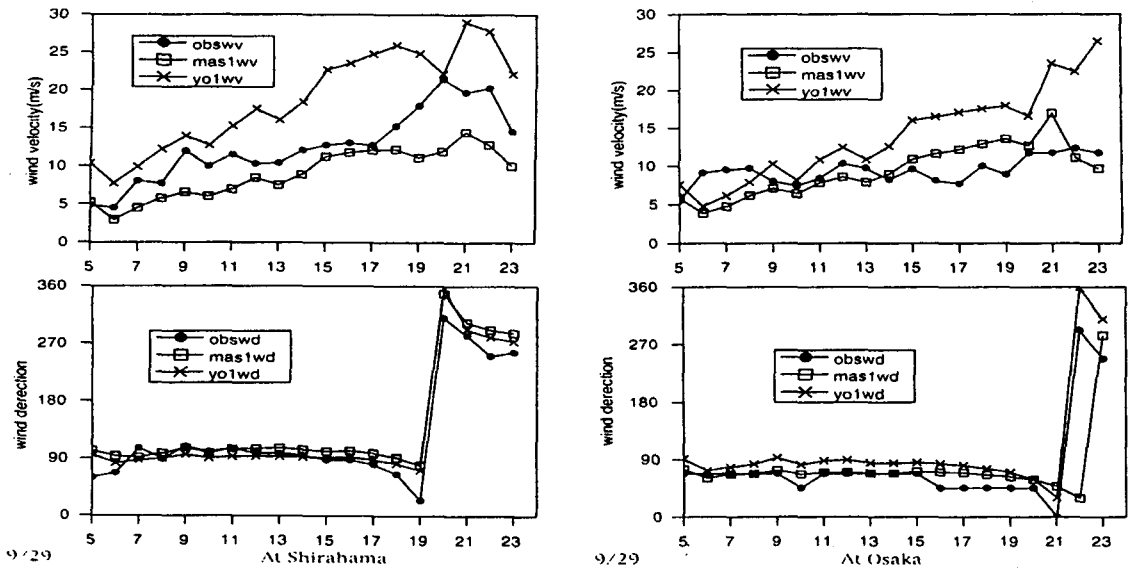 30
25
20
15
10
5
0
wind velocity(m/s)
obswv
mas1wv
yo1wv
5 7 9 11 13 15 17 19 21 23
360
270
180
90
0
wind derection
obswd
mas1wd
yo1wd
5 7 9 11 13 15 17 19 21 23
9/29
At Shirahama
30
25
20
15
10
5
0
wind velocity(m/s)
obswv
mas1wv
yo1wv
5 7 9 11 13 15 17 19 21 23
360
270
180
90
0
wind derection
obswd
mas1wd
yo1wd
5 7 9 11 13 15 17 19 21 23
9/29
At Osaka